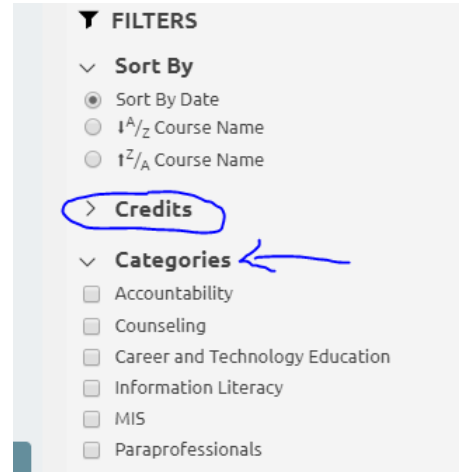 FILTERS
Sort By
Sort By Date
A/Z Course Name
Z/A Course Name
Credits
Categories
Accountability
Counseling
Career and Technology Education
Information Literacy
MIS
Paraprofessionals